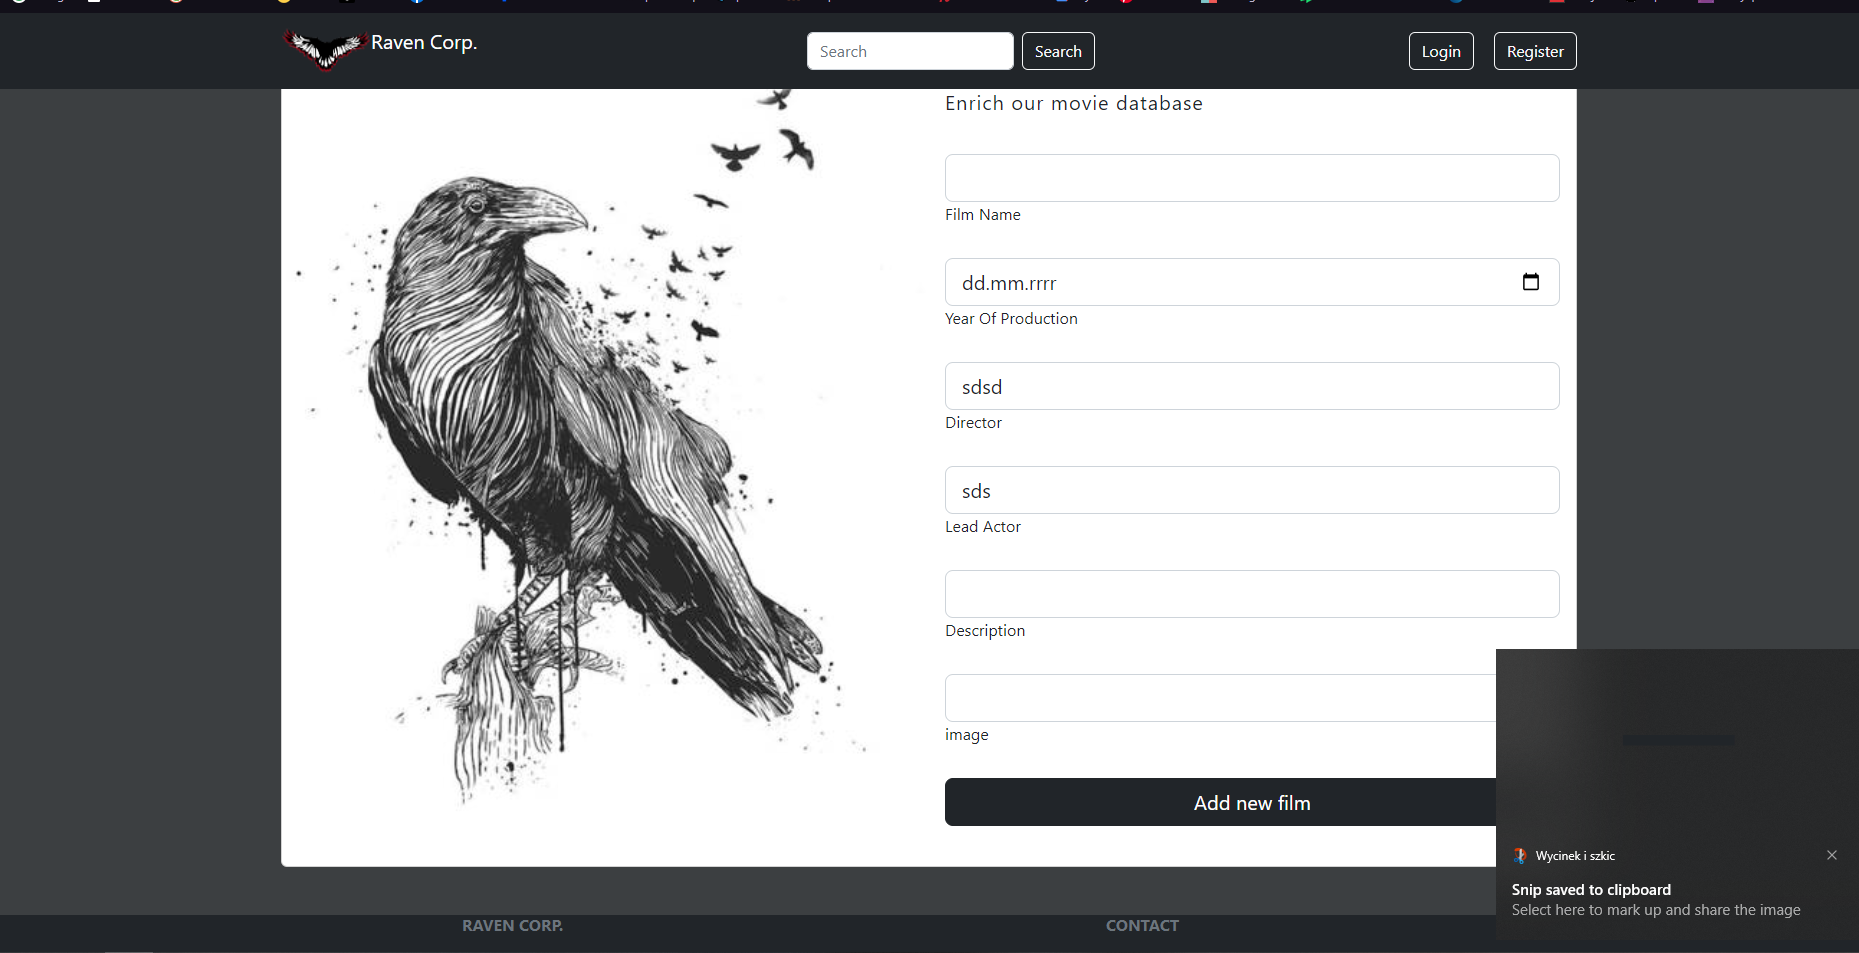 Raven Corp.
Search
Search
Login
Register
Enrich our movie database
Film Name
dd.mm.rrrr
Year Of Production
sdsd
Director
sds
Lead Actor
Description
image
Add new film
Wycinek i szkic
Snip saved to clipboard
Select here to mark up and share the image
RAVEN CORP.
CONTACT